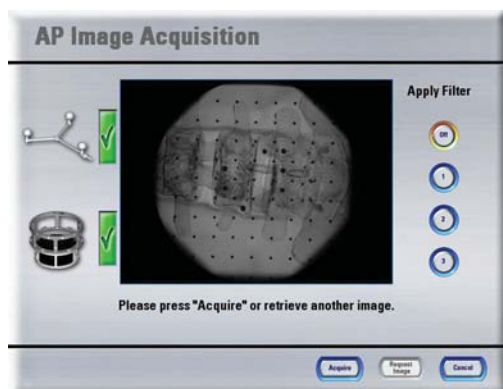 AP Image Acquisition
Apply Filter
Off
1
2
3
Please press "Acquire" or retrieve another image.
Acquire
Request
Image
Cancel